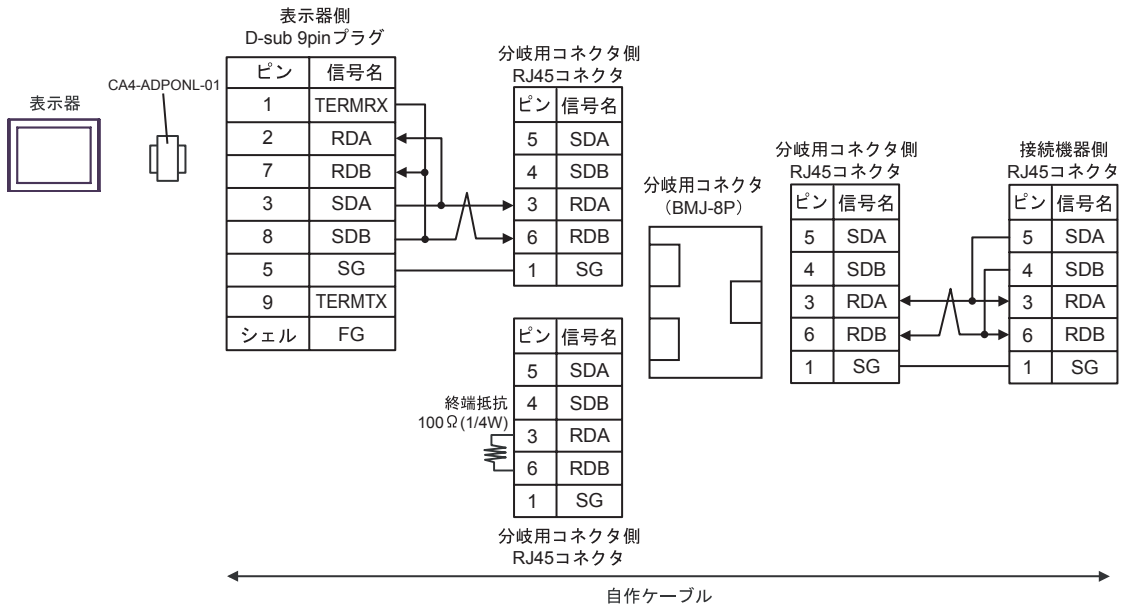 表示器
CA4-ADPONL-01
表示器側
D-sub 9pinプラグ
ピン 信号名
1 TERMRX
2 RDA
7 RDB
3 SDA
8 SDB
5 SG
9 TERMTX
シェル FG
分岐用コネクタ側
RJ45コネクタ
ピン 信号名
5 SDA
4 SDB
3 RDA
6 RDB
1 SG
終端抵抗
100Ω(1/4W)
ピン 信号名
5 SDA
4 SDB
3 RDA
6 RDB
1 SG
分岐用コネクタ側
RJ45コネクタ
分岐用コネクタ
（BMJ-8P）
分岐用コネクタ側
RJ45コネクタ
ピン 信号名
5 SDA
4 SDB
3 RDA
6 RDB
1 SG
接続機器側
RJ45コネクタ
ピン 信号名
5 SDA
4 SDB
3 RDA
6 RDB
1 SG
自作ケーブル